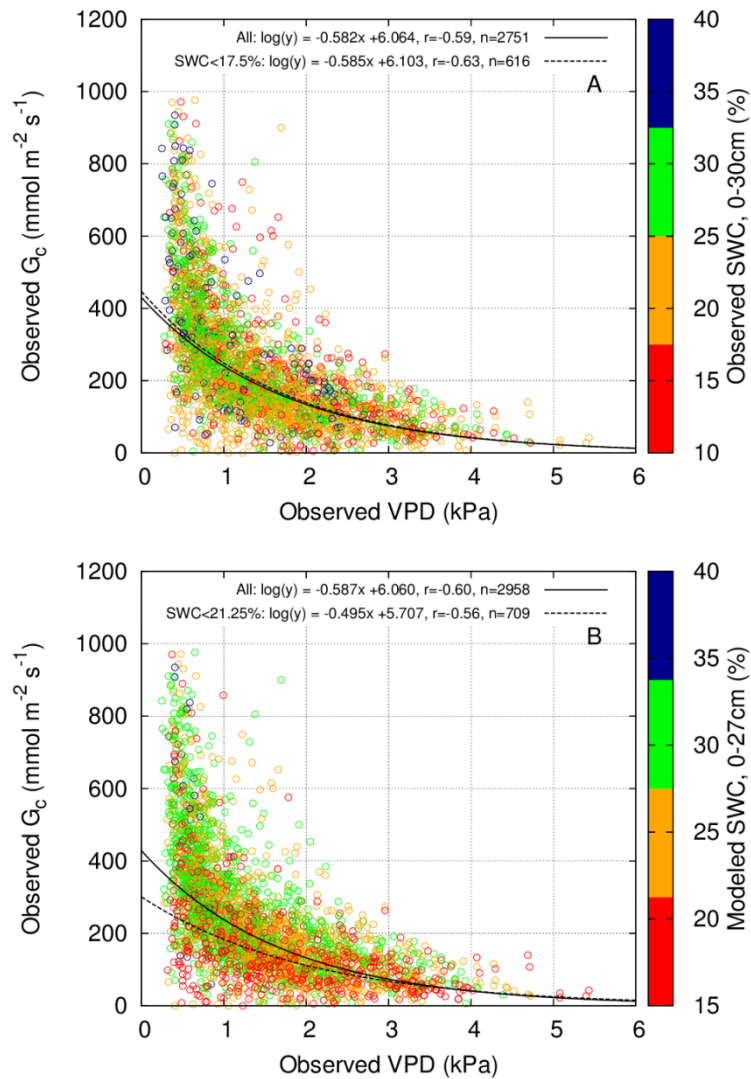 All: log(y) = -0.582x +6.064, r=-0.59, n=2751
SWC<17.5%: log(y) = -0.585x +6.103, r=-0.63, n=616
A
1200
1000
800
600
400
200
0
Observed G_c (mmol m⁻² s⁻¹)
0 1 2 3 4 5 6
Observed VPD (kPa)
40
35
30
25
20
15
10
Observed SWC, 0-30cm (%)
All: log(y) = -0.587x +6.060, r=-0.60, n=2958
SWC<21.25%: log(y) = -0.495x +5.707, r=-0.56, n=709
B
1200
1000
800
600
400
200
0
Observed G_c (mmol m⁻² s⁻¹)
0 1 2 3 4 5 6
Observed VPD (kPa)
40
35
30
25
20
15
Modeled SWC, 0-27cm (%)